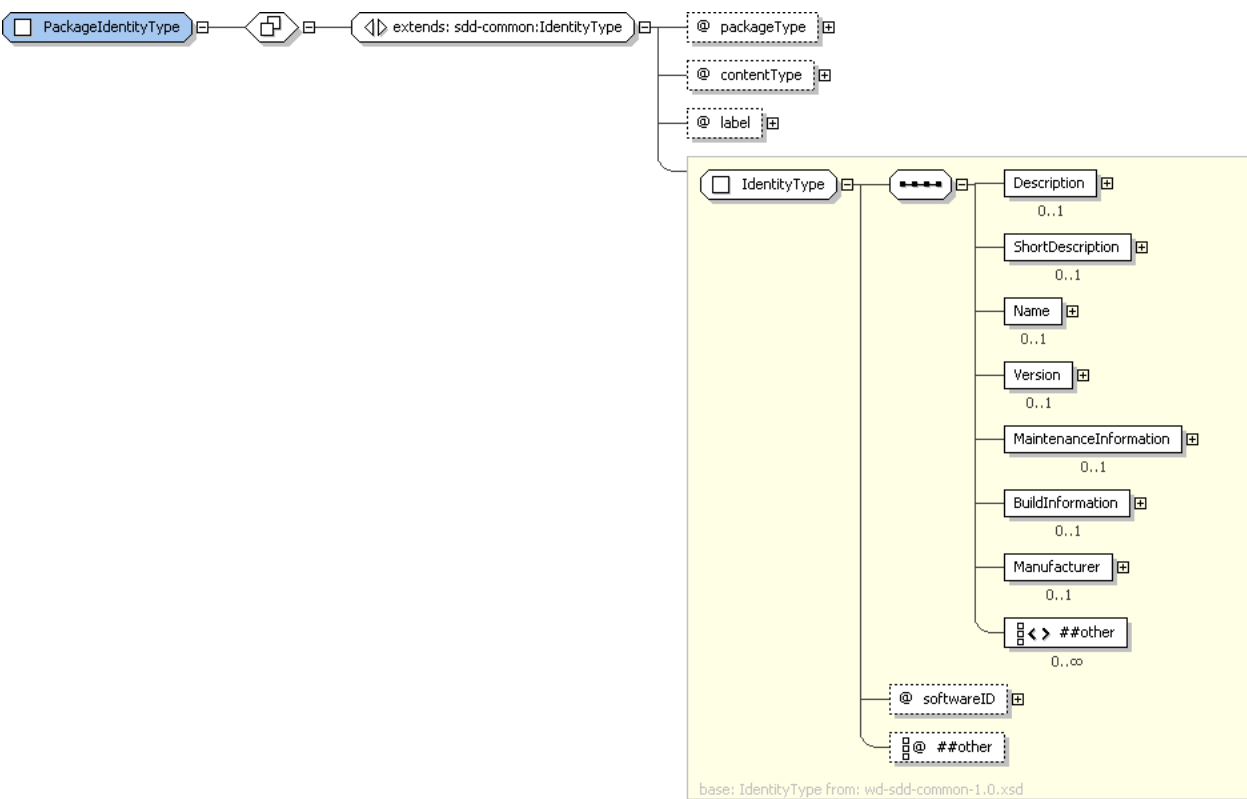 PackageIdentityType
extends: sdd-common:IdentityType
@ packageType
@ contentType
@ label
IdentityType
Description
0..1
ShortDescription
0..1
Name
0..1
Version
0..1
MaintenanceInformation
0..1
BuildInformation
0..1
Manufacturer
0..1
<> ##other
0..∞
@ softwareID
@ ##other
base: IdentityType from: wd-sdd-common-1.0.xsd